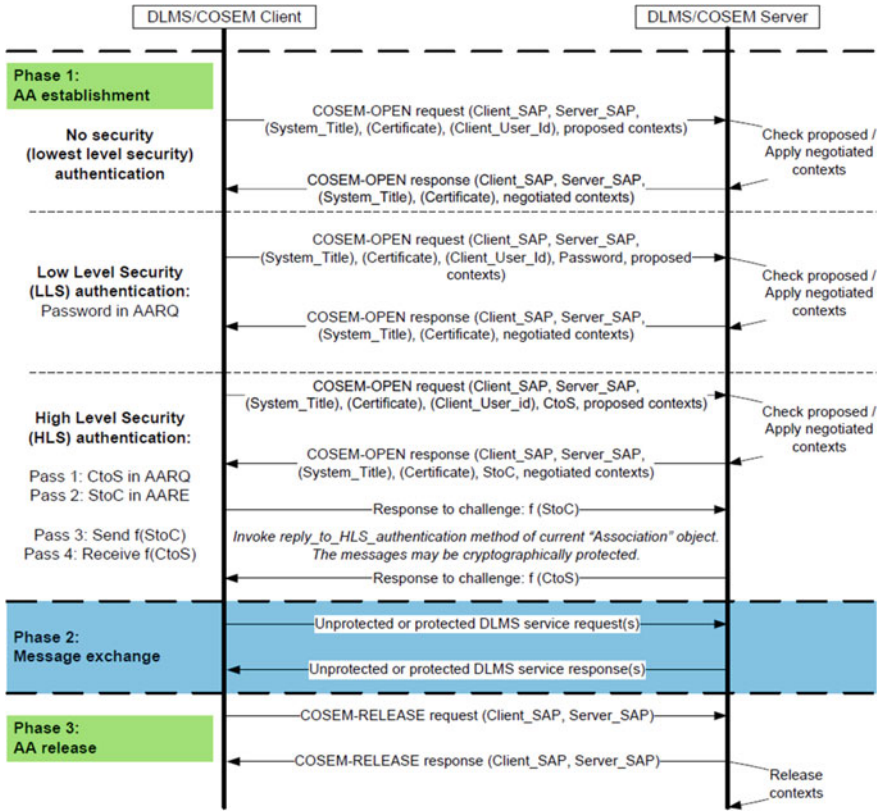 DLMS/COSEM Client
DLMS/COSEM Server
Phase 1:
AA establishment
No security
(lowest level security)
authentication
COSEM-OPEN request (Client_SAP, Server_SAP,
(System_Title), (Certificate), (Client_User_Id), proposed contexts)
Check proposed /
Apply negotiated
contexts
COSEM-OPEN response (Client_SAP, Server_SAP,
(System_Title), (Certificate), negotiated contexts)
Low Level Security
(LLS) authentication:
Password in AARQ
COSEM-OPEN request (Client_SAP, Server_SAP,
(System_Title), (Certificate), (Client_User_Id), Password, proposed
contexts)
Check proposed /
Apply negotiated
contexts
COSEM-OPEN response (Client_SAP, Server_SAP,
(System_Title), (Certificate), negotiated contexts)
High Level Security
(HLS) authentication:
Pass 1: CtoS in AARQ
Pass 2: StoC in AARE
Pass 3: Send f(StoC)
Pass 4: Receive f(CtoS)
COSEM-OPEN request (Client_SAP, Server_SAP,
(System_Title), (Certificate), (Client_User_id), CtoS, proposed contexts)
Check proposed /
Apply negotiated
contexts
COSEM-OPEN response (Client_SAP, Server_SAP,
(System_Title), (Certificate), StoC, negotiated contexts)
Response to challenge: f (StoC)
Invoke reply_to_HLS_authentication method of current “Association” object.
The messages may be cryptographically protected.
Response to challenge: f (CtoS)
Phase 2:
Message exchange
Unprotected or protected DLMS service request(s)
Unprotected or protected DLMS service response(s)
Phase 3:
AA release
COSEM-RELEASE request (Client_SAP, Server_SAP)
COSEM-RELEASE response (Client_SAP, Server_SAP)
Release
contexts